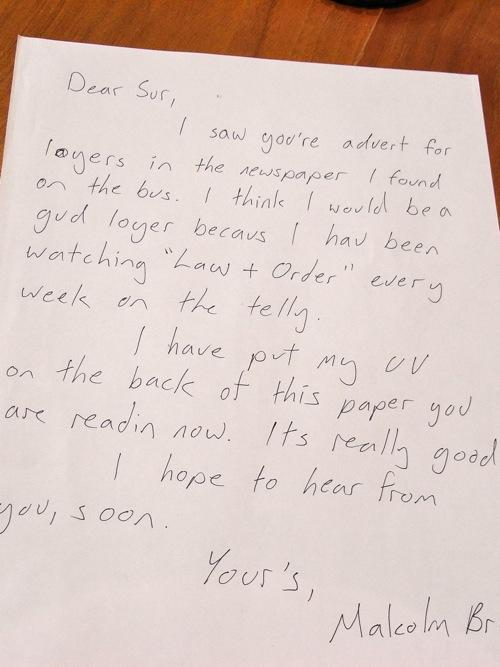 Dear Sur,
I saw you're advert for
loyers in the newspaper I found
on the bus. I think I would be a
gud loyer becaus I hav been
watching "Law + Order" every
week on the telly.
I have put my UV
on the back of this paper you
are readin now. Its really good
I hope to hear from
you, soon.
Your's,
Malcolm Br